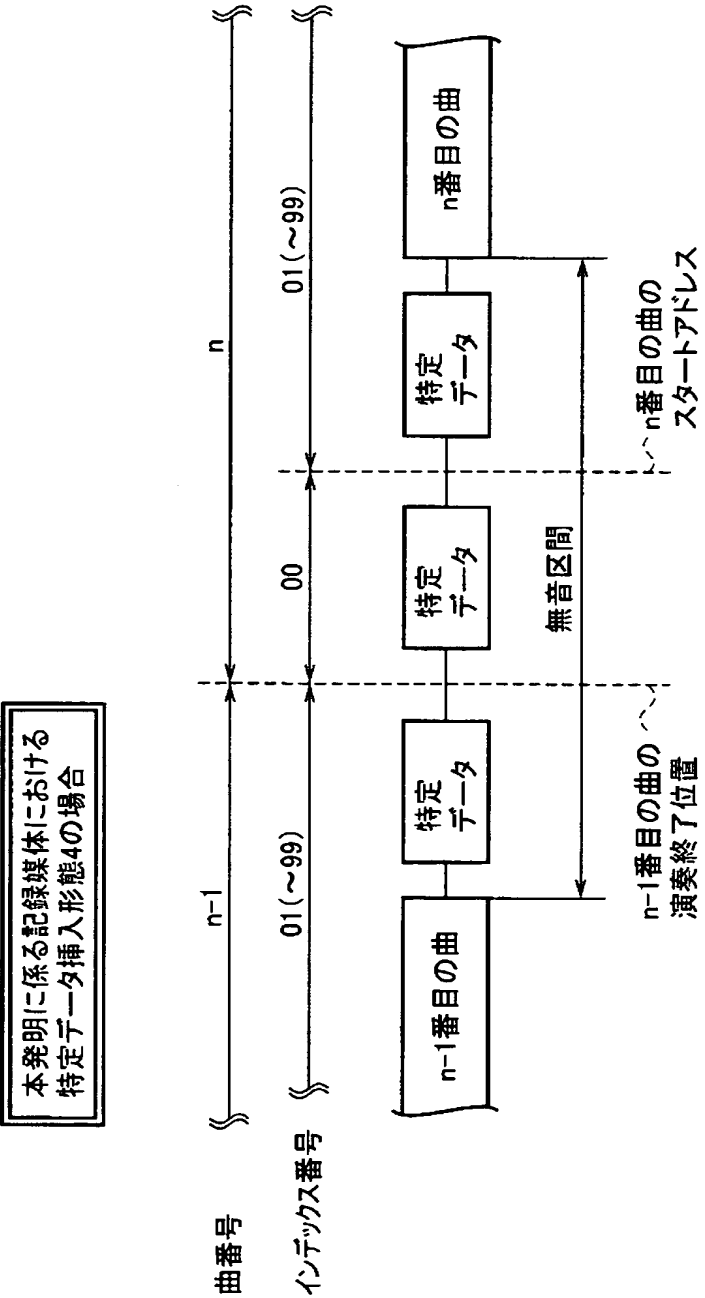 本発明に係る記録媒体における
特定データ挿入形態4の場合
曲番号
n-1
n
インデックス番号
01(～99)
00
01(～99)
n-1番目の曲
特定
データ
特定
データ
特定
データ
n番目の曲
無音区間
n-1番目の曲の
演奏終了位置
n番目の曲の
スタートアドレス